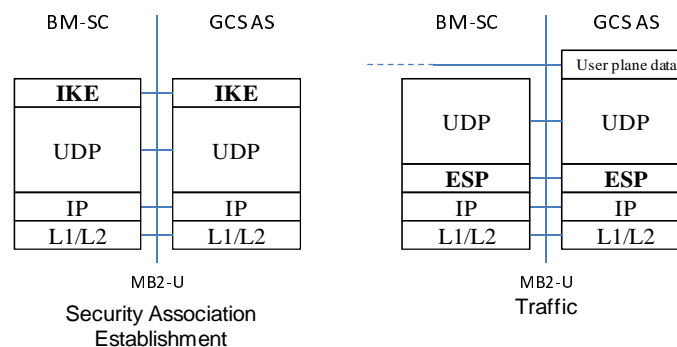 BM-SC GCS AS
IKE IKE
UDP UDP
IP IP
L1/L2 L1/L2
MB2-U
Security Association
Establishment
BM-SC GCS AS
User plane data
UDP UDP
ESP ESP
IP IP
L1/L2 L1/L2
MB2-U
Traffic